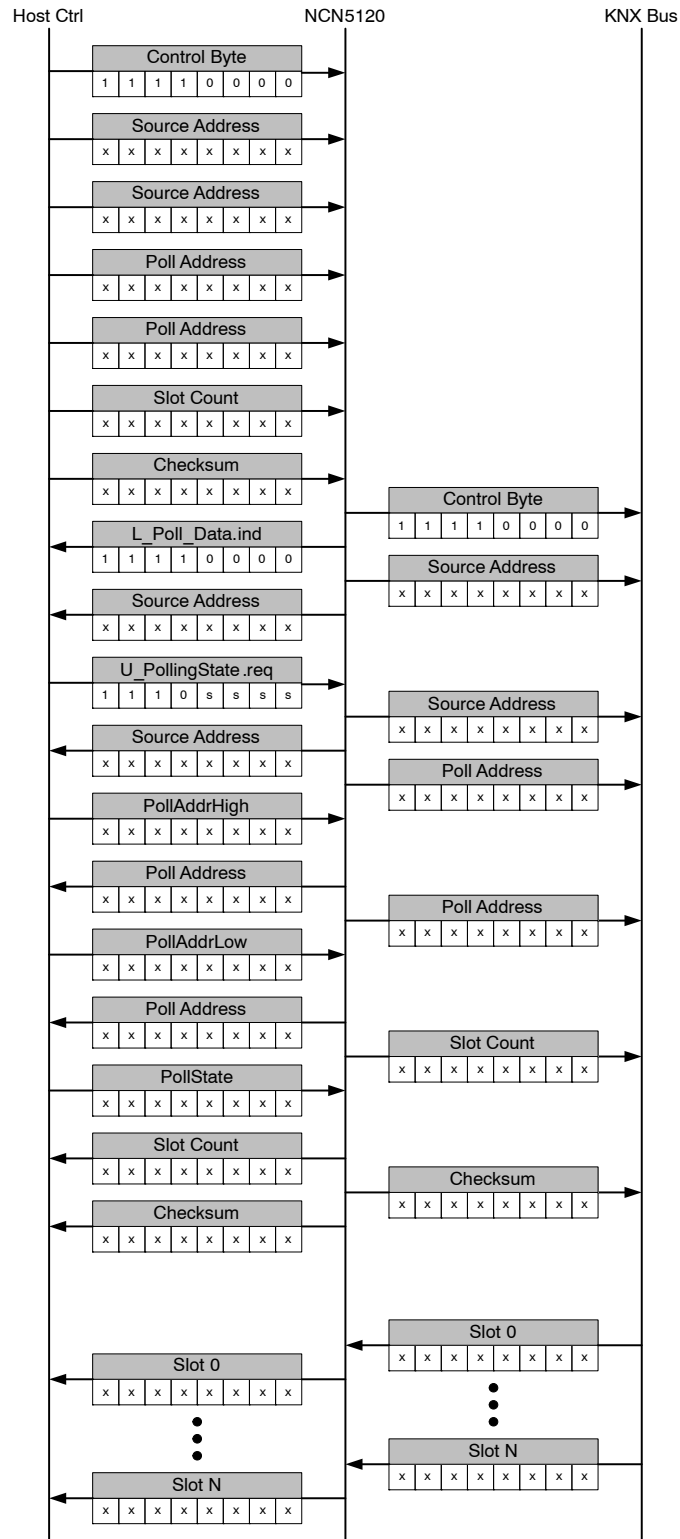 Host Ctrl NCN5120 KNX Bus
Control Byte
1 1 1 1 0 0 0 0
Source Address
x x x x x x x x
Source Address
x x x x x x x x
Poll Address
x x x x x x x x
Poll Address
x x x x x x x x
Slot Count
x x x x x x x x
Checksum
x x x x x x x x
Control Byte
1 1 1 1 0 0 0 0
L_Poll_Data.ind
1 1 1 1 0 0 0 0
Source Address
x x x x x x x x
Source Address
x x x x x x x x
U_PollingState.req
1 1 1 0 s s s s
Source Address
x x x x x x x x
Source Address
x x x x x x x x
Poll Address
x x x x x x x x
PollAddrHigh
x x x x x x x x
Poll Address
x x x x x x x x
Poll Address
x x x x x x x x
PollAddrLow
x x x x x x x x
Poll Address
x x x x x x x x
Slot Count
x x x x x x x x
PollState
x x x x x x x x
Slot Count
x x x x x x x x
Checksum
x x x x x x x x
Checksum
x x x x x x x x
Slot 0
x x x x x x x x
Slot 0
x x x x x x x x
Slot N
x x x x x x x x
Slot N
x x x x x x x x